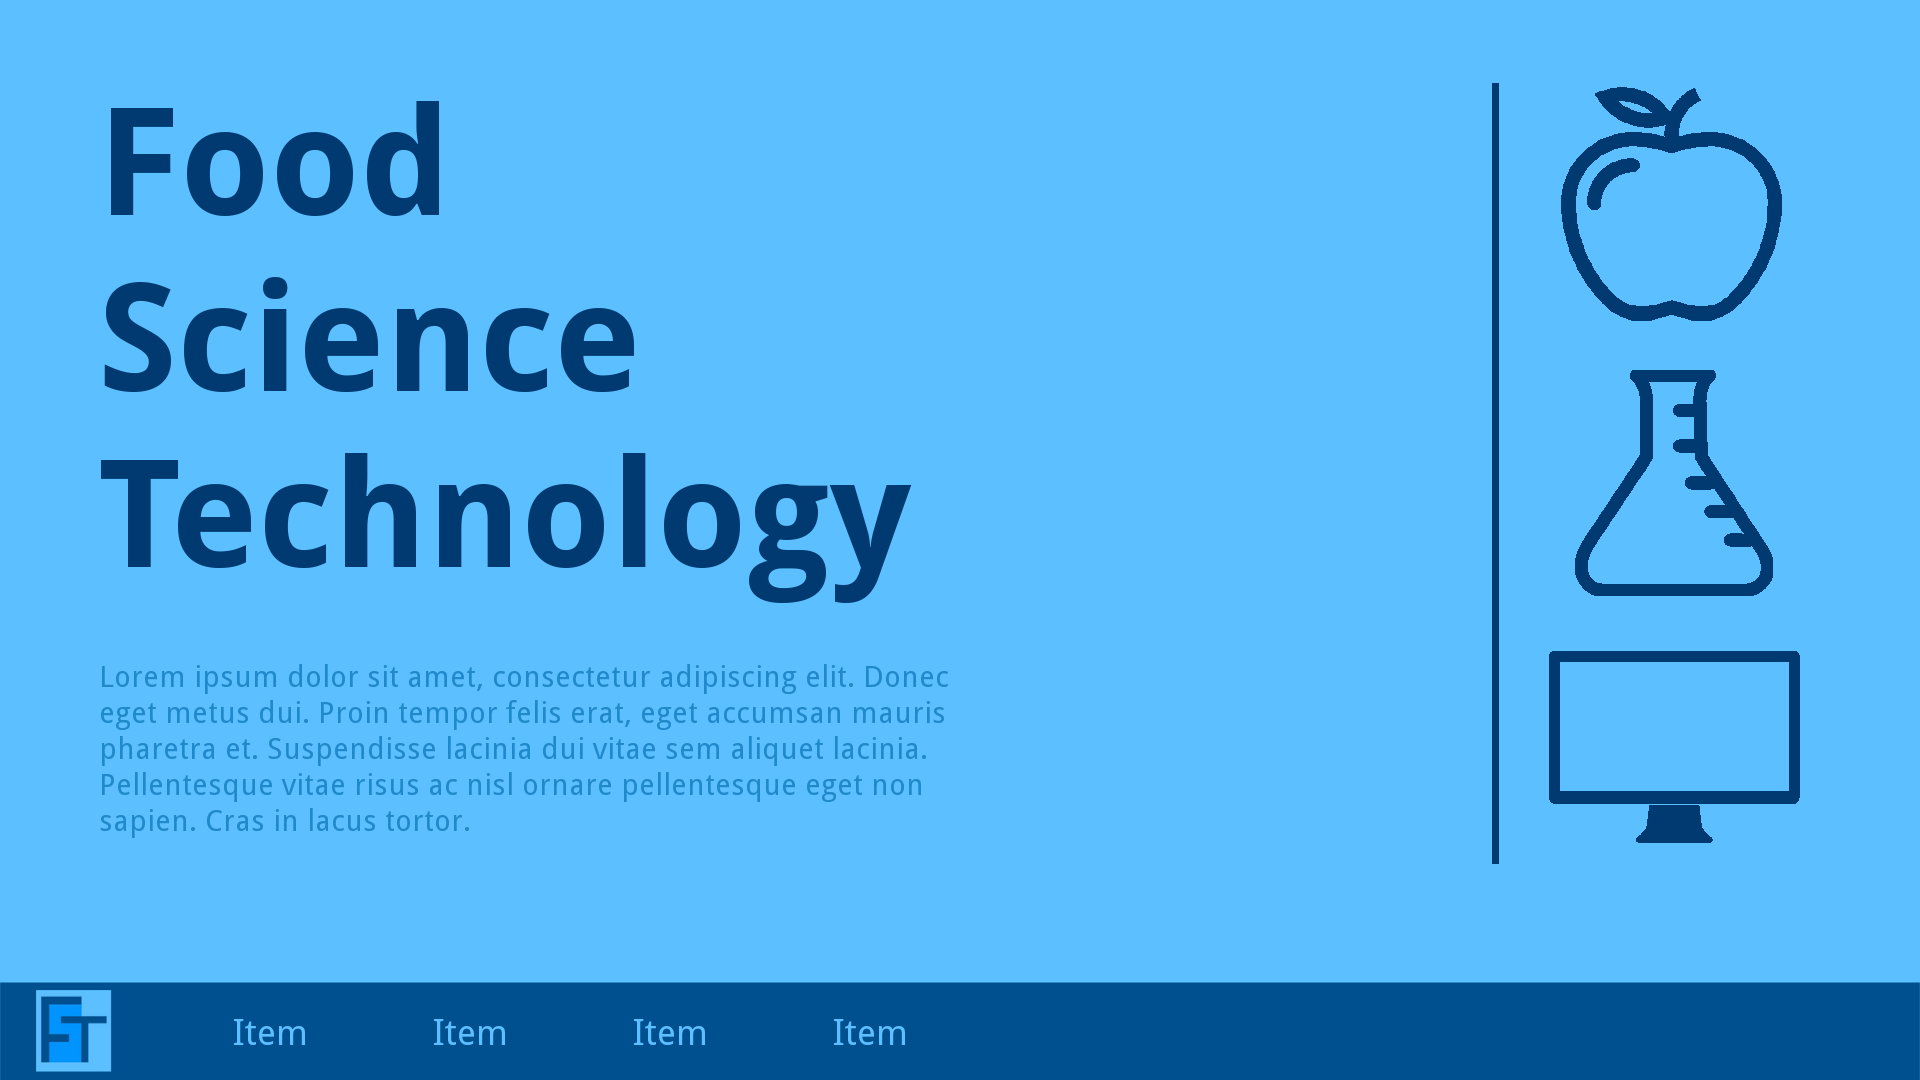 Food
Science
Technology
Lorem ipsum dolor sit amet, consectetur adipiscing elit. Donec
eget metus dui. Proin tempor felis erat, eget accumsan mauris
pharetra et. Suspendisse lacinia dui vitae sem aliquet lacinia.
Pellentesque vitae risus ac nisl ornare pellentesque eget non
sapien. Cras in lacus tortor.
FST Item Item Item Item